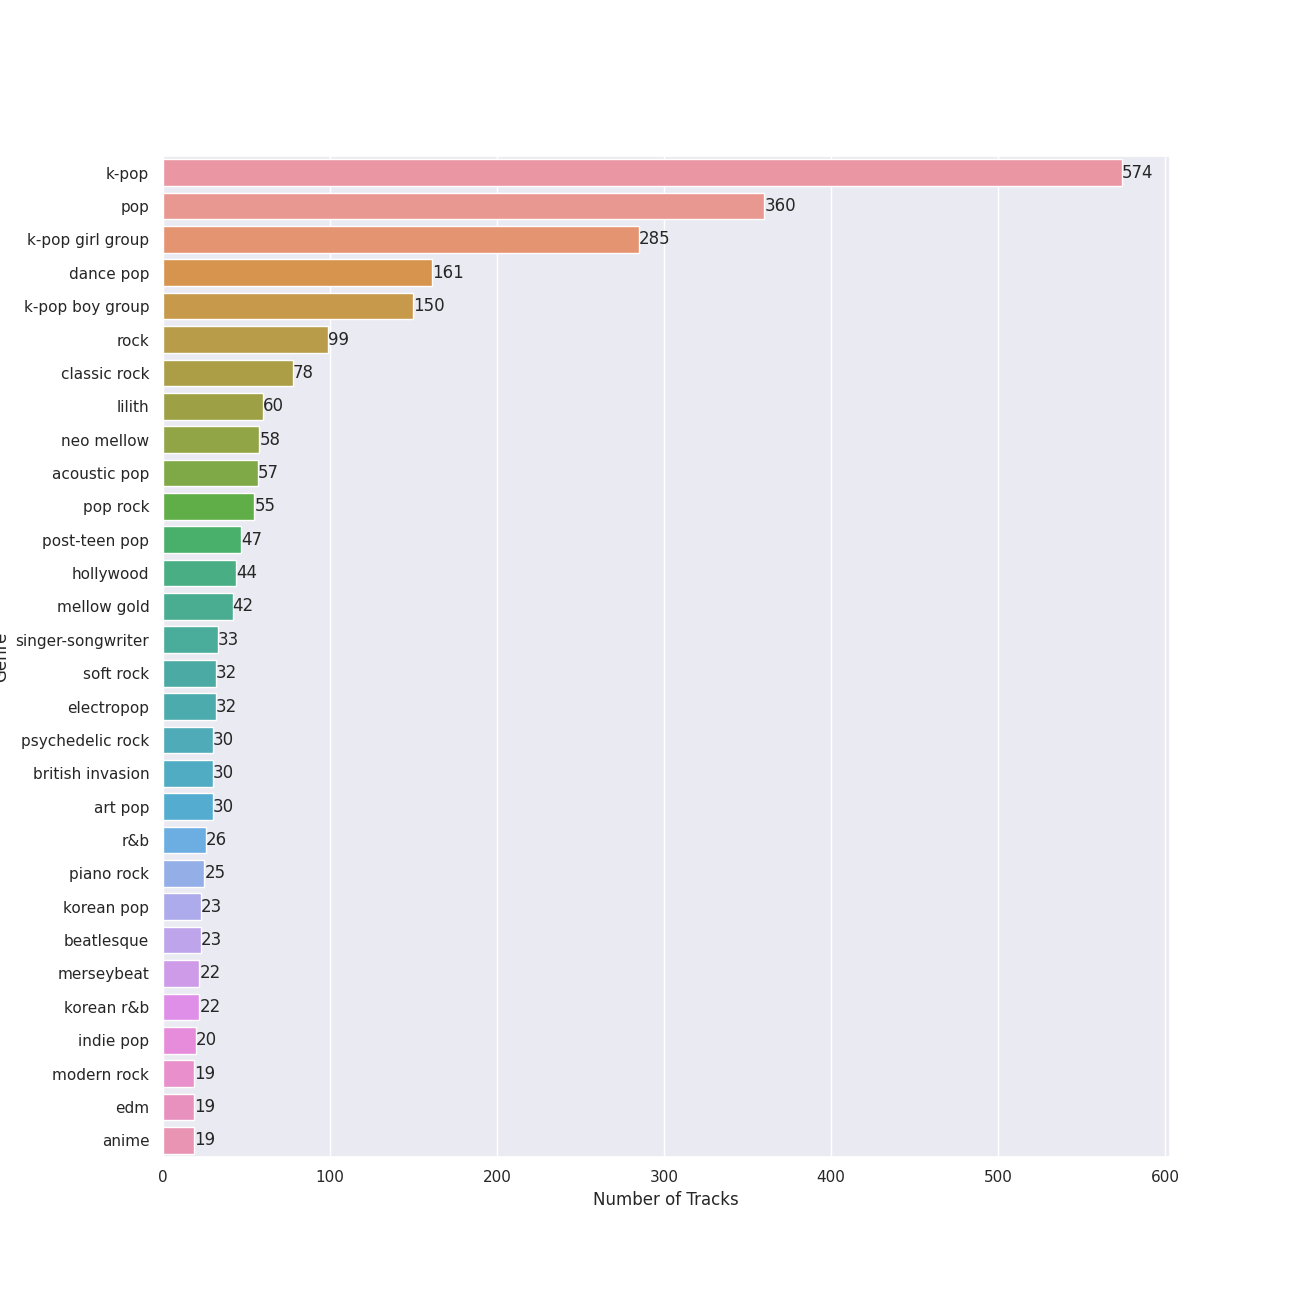 k-pop 574
pop 360
k-pop girl group 285
dance pop 161
k-pop boy group 150
rock 99
classic rock 78
lilith 60
neo mellow 58
acoustic pop 57
pop rock 55
post-teen pop 47
hollywood 44
mellow gold 42
singer-songwriter 33
soft rock 32
electropop 32
psychedelic rock 30
british invasion 30
art pop 30
r&b 26
piano rock 25
korean pop 23
beatlesque 23
merseybeat 22
korean r&b 22
indie pop 20
modern rock 19
edm 19
anime 19
0 100 200 300 400 500 600
Number of Tracks
Genre